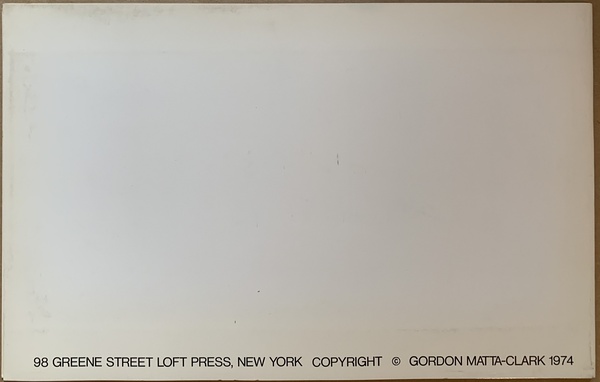 98 GREENE STREET LOFT PRESS, NEW YORK COPYRIGHT © GORDON MATTA-CLARK 1974